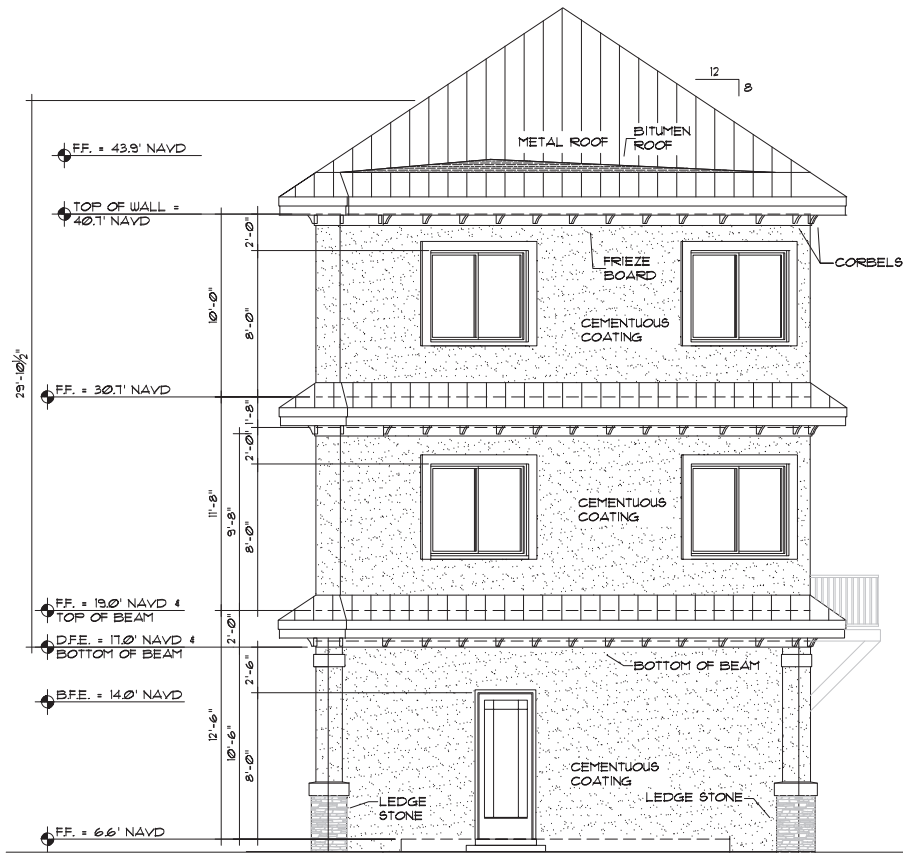 12
8
METAL ROOF
BITUMEN
ROOF
F.F. = 43.9' NAVD
TOP OF WALL =
40.7' NAVD
2'-0"
CORBELS
FRIEZE
BOARD
10'-0"
8'-0"
CEMENTUOUS
COATING
29'-10½"
F.F. = 30.7' NAVD
1'-8"
2'-0"
11'-8"
9'-8"
8'-0"
CEMENTUOUS
COATING
F.F. = 19.0' NAVD &
TOP OF BEAM
2'-0"
D.F.E. = 17.0' NAVD &
BOTTOM OF BEAM
BOTTOM OF BEAM
2'-6"
B.F.E. = 14.0' NAVD
12'-6"
10'-6"
8'-0"
CEMENTUOUS
COATING
LEDGE
STONE
LEDGE STONE
F.F. = 6.6' NAVD